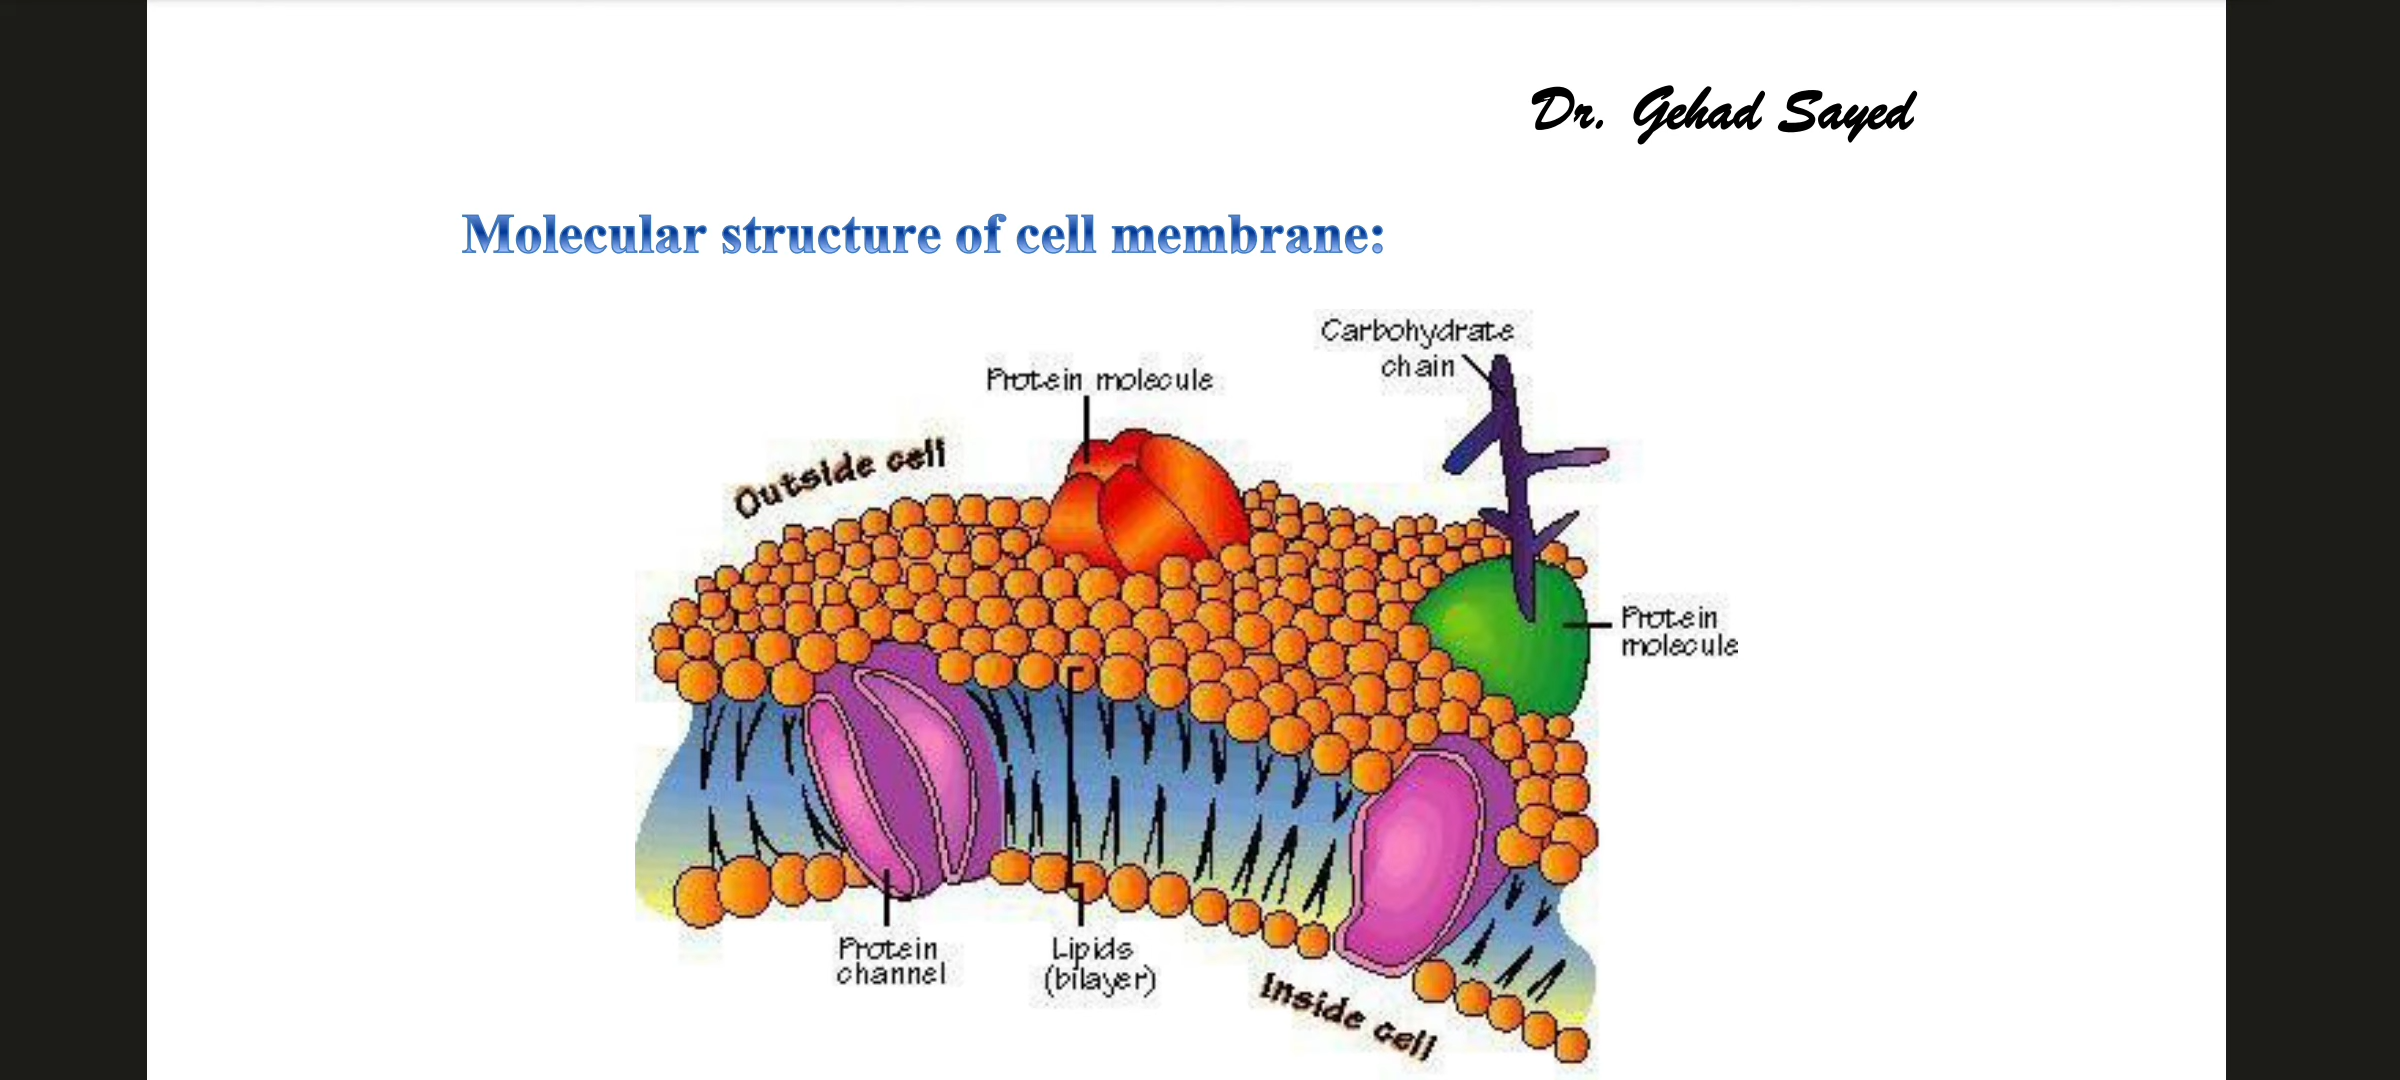 Dr. Gehad Sayed
Molecular structure of cell membrane:
Carbohydrate
chain
Protein molecule
Outside cell
Protein
molecule
Protein
channel
Lipids
(bilayer)
Inside cell